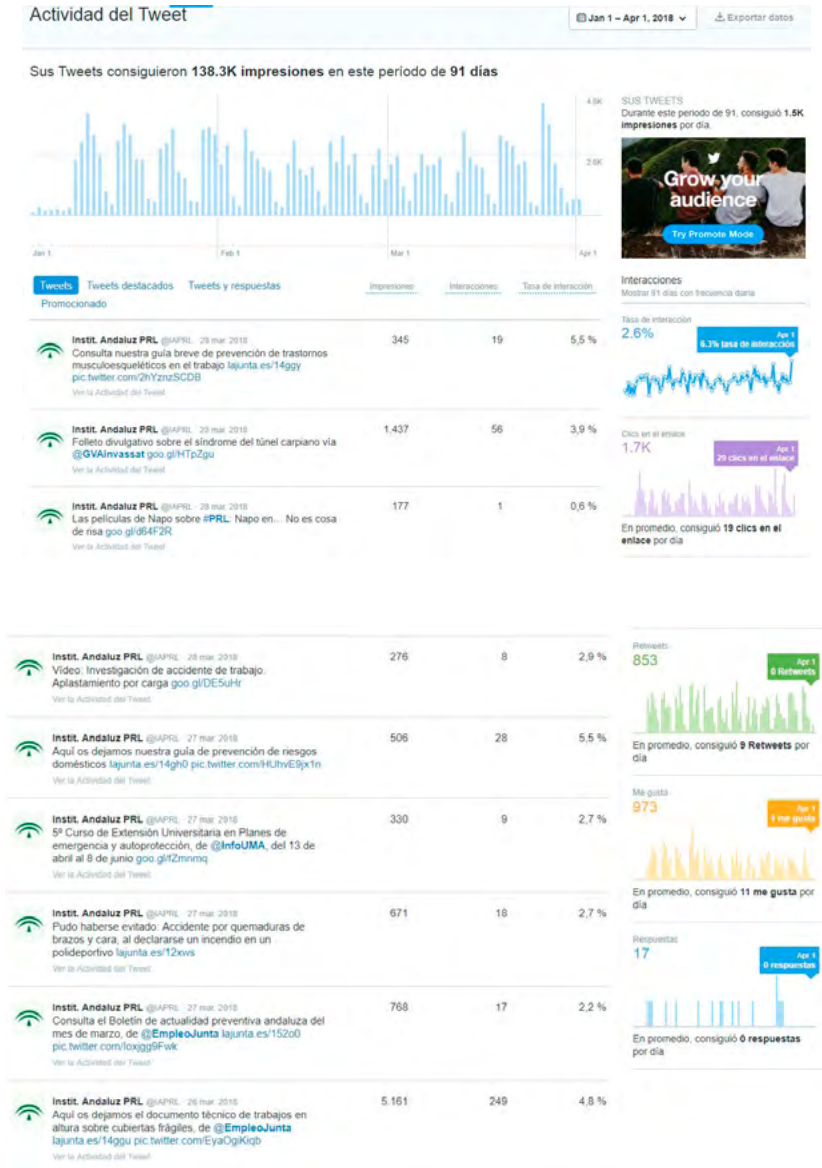 Actividad del Tweet
Jan 1 – Apr 1, 2018
Exportar datos
Sus Tweets consiguieron 138.3K impresiones en este período de 91 días
4.0K
2.0K
Jan 1
Feb 1
Mar 1
Apr 1
SUS TWEETS
Durante este periodo de 91, consiguió 1.5K
impresiones por día.
Grow your
audience
Try Promote Mode
Tweets
Tweets destacados
Tweets y respuestas
Promocionado
Impresiones
Interacciones
Tasa de interacción
Instit. Andaluz PRL @IAPRL · 29 mar. 2018
Consulta nuestra guía breve de prevención de trastornos
musculoesqueléticos en el trabajo lajunta.es/14ggy
pic.twitter.com/2hYznzSCDB
Ver la Actividad del Tweet
345
19
5,5 %
Instit. Andaluz PRL @IAPRL · 28 mar. 2018
Folleto divulgativo sobre el síndrome del túnel carpiano vía
@GVAinvassat goo.gl/HTpZgu
Ver la Actividad del Tweet
1.437
56
3,9 %
Instit. Andaluz PRL @IAPRL · 28 mar. 2018
Las películas de Napo sobre #PRL: Napo en... No es cosa
de risa goo.gl/d64F2R
Ver la Actividad del Tweet
177
1
0,6 %
Interacciones
Mostrar 91 días con frecuencia diaria
Tasa de interacción
2.6%
Apr 1
6.3% tasa de interacción
Clics en el enlace
1.7K
Apr 1
29 clics en el enlace
En promedio, consiguió 19 clics en el
enlace por día
Instit. Andaluz PRL @IAPRL · 28 mar. 2018
Vídeo: Investigación de accidente de trabajo.
Aplastamiento por carga goo.gl/DE5uHr
Ver la Actividad del Tweet
276
8
2,9 %
Instit. Andaluz PRL @IAPRL · 27 mar. 2018
Aquí os dejamos nuestra guía de prevención de riesgos
domésticos lajunta.es/14gh0 pic.twitter.com/HUhvE9jx1n
Ver la Actividad del Tweet
506
28
5,5 %
Instit. Andaluz PRL @IAPRL · 27 mar. 2018
5º Curso de Extensión Universitaria en Planes de
emergencia y autoprotección, de @InfoUMA, del 13 de
abril al 8 de junio goo.gl/fZmnmq
Ver la Actividad del Tweet
330
9
2,7 %
Instit. Andaluz PRL @IAPRL · 27 mar. 2018
Pudo haberse evitado: Accidente por quemaduras de
brazos y cara, al declararse un incendio en un
polideportivo lajunta.es/12xws
Ver la Actividad del Tweet
671
18
2,7 %
Instit. Andaluz PRL @IAPRL · 27 mar. 2018
Consulta el Boletín de actualidad preventiva andaluza del
mes de marzo, de @EmpleoJunta lajunta.es/152o0
pic.twitter.com/loxjgg9Fwk
Ver la Actividad del Tweet
768
17
2,2 %
Instit. Andaluz PRL @IAPRL · 26 mar. 2018
Aquí os dejamos el documento técnico de trabajos en
altura sobre cubiertas frágiles, de @EmpleoJunta
lajunta.es/14ggu pic.twitter.com/EyaOgiKiqb
Ver la Actividad del Tweet
5.161
249
4,8 %
Retweets
853
Apr 1
0 Retweets
En promedio, consiguió 9 Retweets por
día
Me gusta
973
Apr 1
1 me gusta
En promedio, consiguió 11 me gusta por
día
Respuestas
17
Apr 1
0 respuestas
En promedio, consiguió 0 respuestas
por día